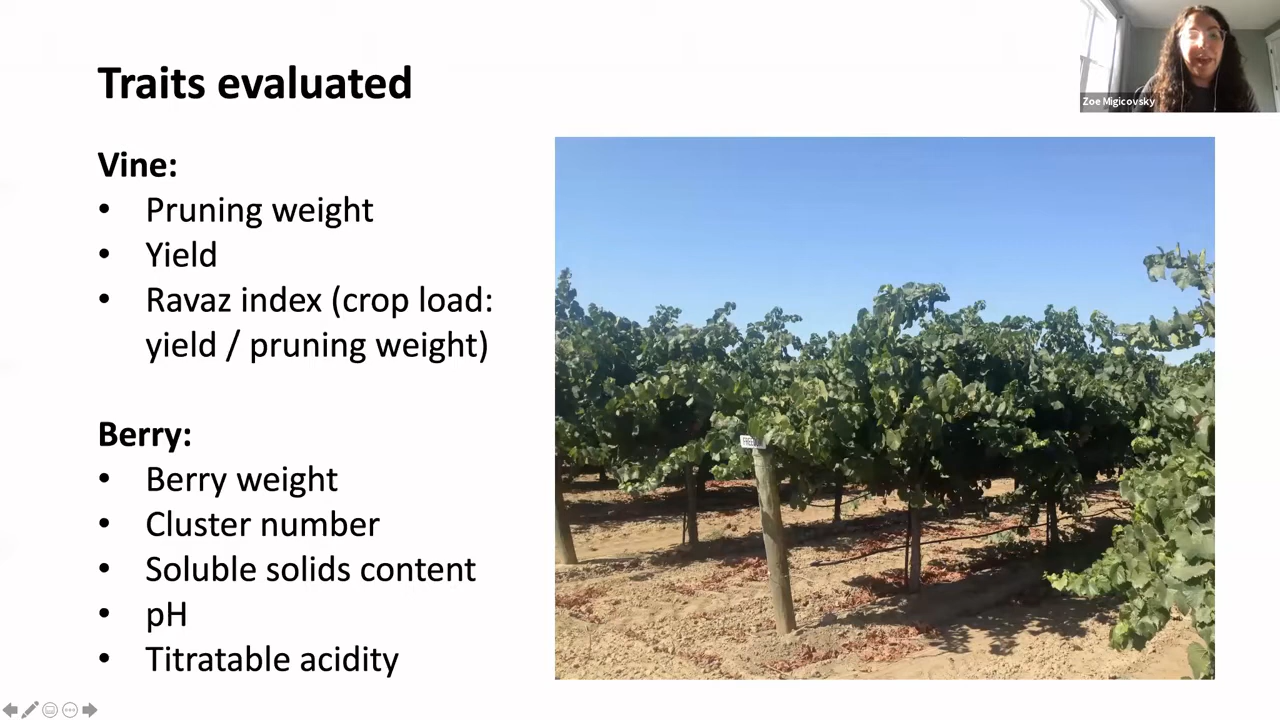 Traits evaluated
Zoe Migicovsky
Vine:
• Pruning weight
• Yield
• Ravaz index (crop load:
yield / pruning weight)
Berry:
• Berry weight
• Cluster number
• Soluble solids content
• pH
• Titratable acidity